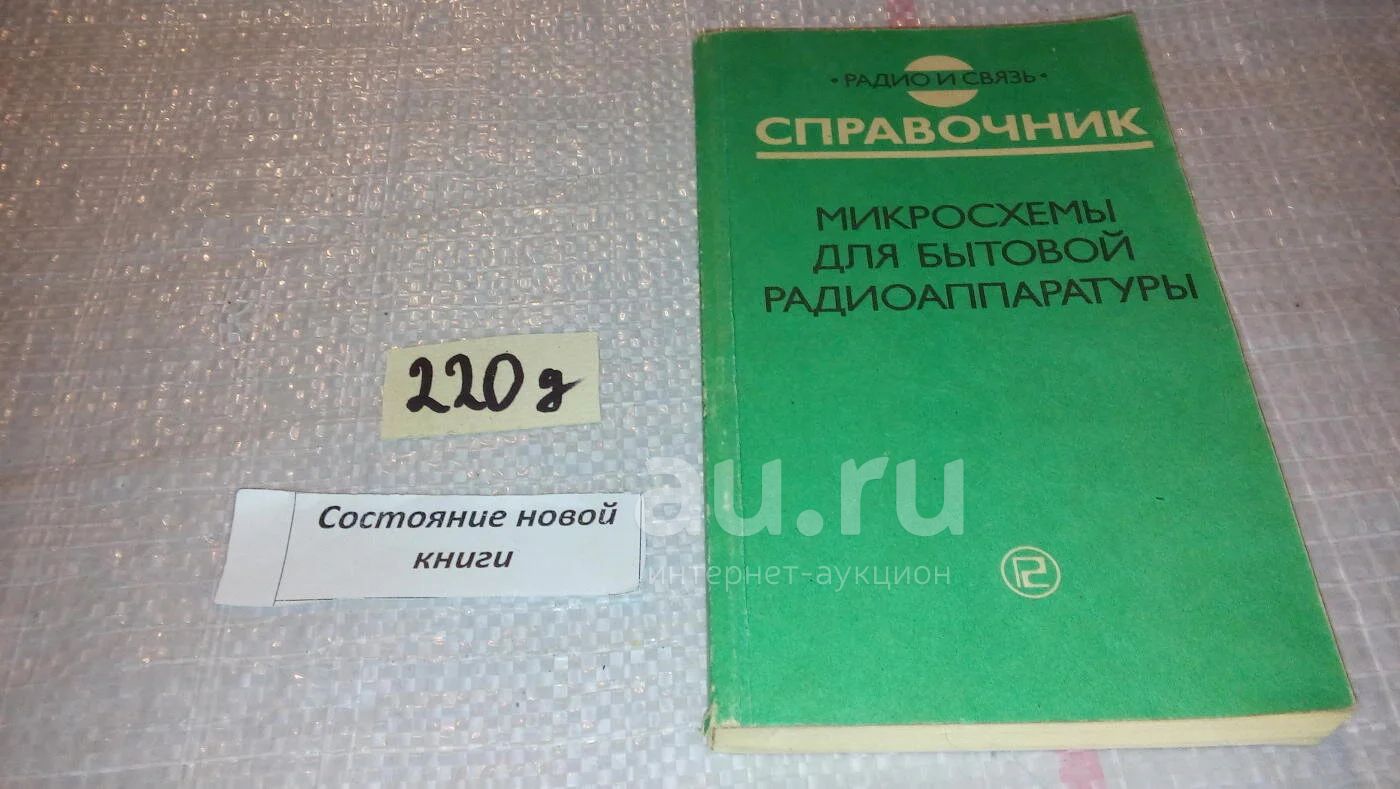 • РАДИО И СВЯЗЬ •
СПРАВОЧНИК
МИКРОСХЕМЫ
ДЛЯ БЫТОВОЙ
РАДИОАППАРАТУРЫ
220 д
Состояние новой
книги
au.ru
интернет-аукцион